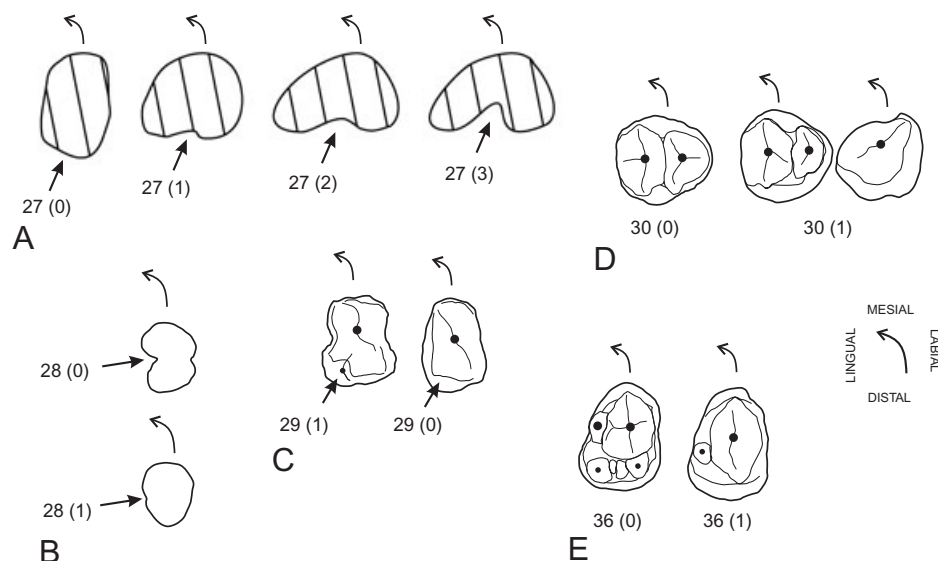 27 (0)
27 (1)
27 (2)
27 (3)
A
28 (0)
28 (1)
B
29 (1)
29 (0)
C
30 (0)
30 (1)
D
36 (0)
36 (1)
E
MESIAL
LINGUAL
LABIAL
DISTAL